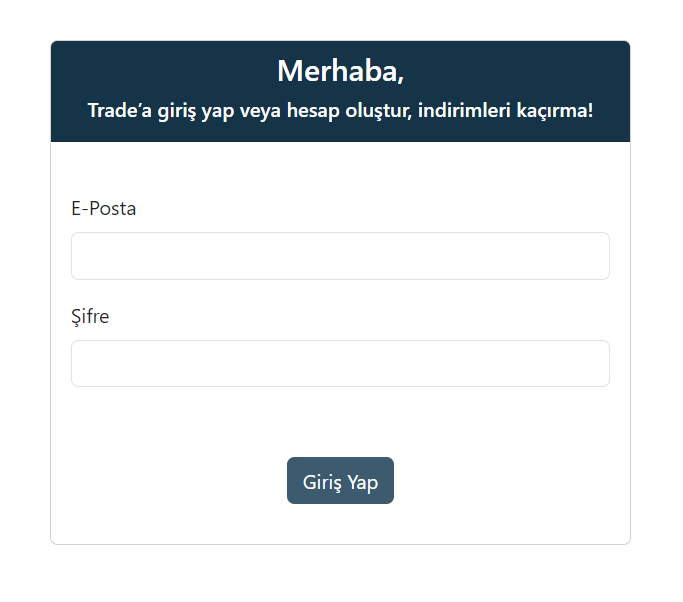 Merhaba,
Trade’a giriş yap veya hesap oluştur, indirimleri kaçırma!
E-Posta
Şifre
Giriş Yap